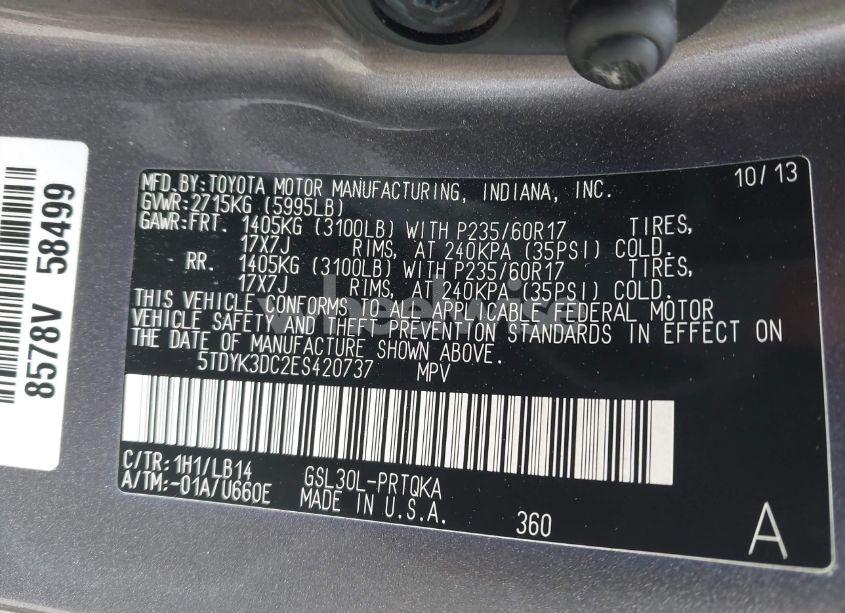 MFD.BY:TOYOTA MOTOR MANUFACTURING, INDIANA, INC. 10/13
GVWR:2715KG (5995LB)
GAWR:FRT. 1405KG (3100LB) WITH P235/60R17 TIRES,
17X7J RIMS, AT 240KPA (35PSI) COLD.
RR. 1405KG (3100LB) WITH P235/60R17 TIRES,
17X7J RIMS, AT 240KPA (35PSI) COLD.
THIS VEHICLE CONFORMS TO ALL APPLICABLE FEDERAL MOTOR
VEHICLE SAFETY AND THEFT PREVENTION STANDARDS IN EFFECT ON
THE DATE OF MANUFACTURE SHOWN ABOVE.
5TDYK3DC2ES420737 MPV
C/TR:1H1/LB14 GSL30L-PRTQKA
A/TM:-01A/U660E MADE IN U.S.A.
360
A
8578V 58499